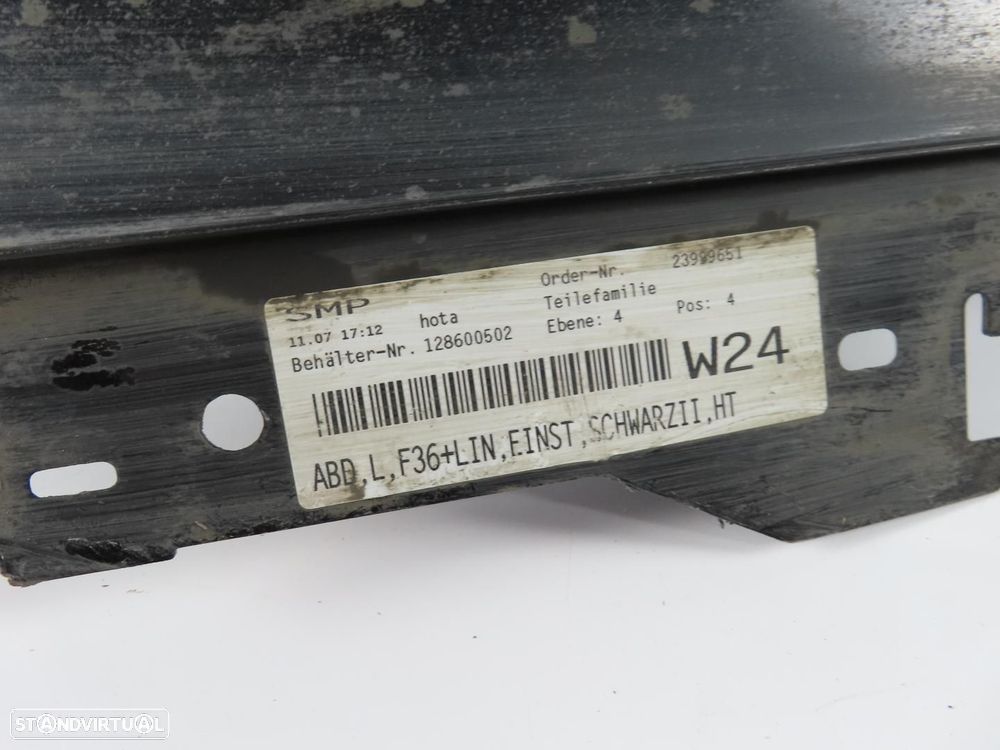 SMP Order-Nr. 23999651
11.07 17:12 hota Teilefamilie
Behälter-Nr. 128600502 Ebene: 4 Pos: 4
W24
ABD,L,F36+LIN,EINST,SCHWARZII,HT
STANDVIRTUAL